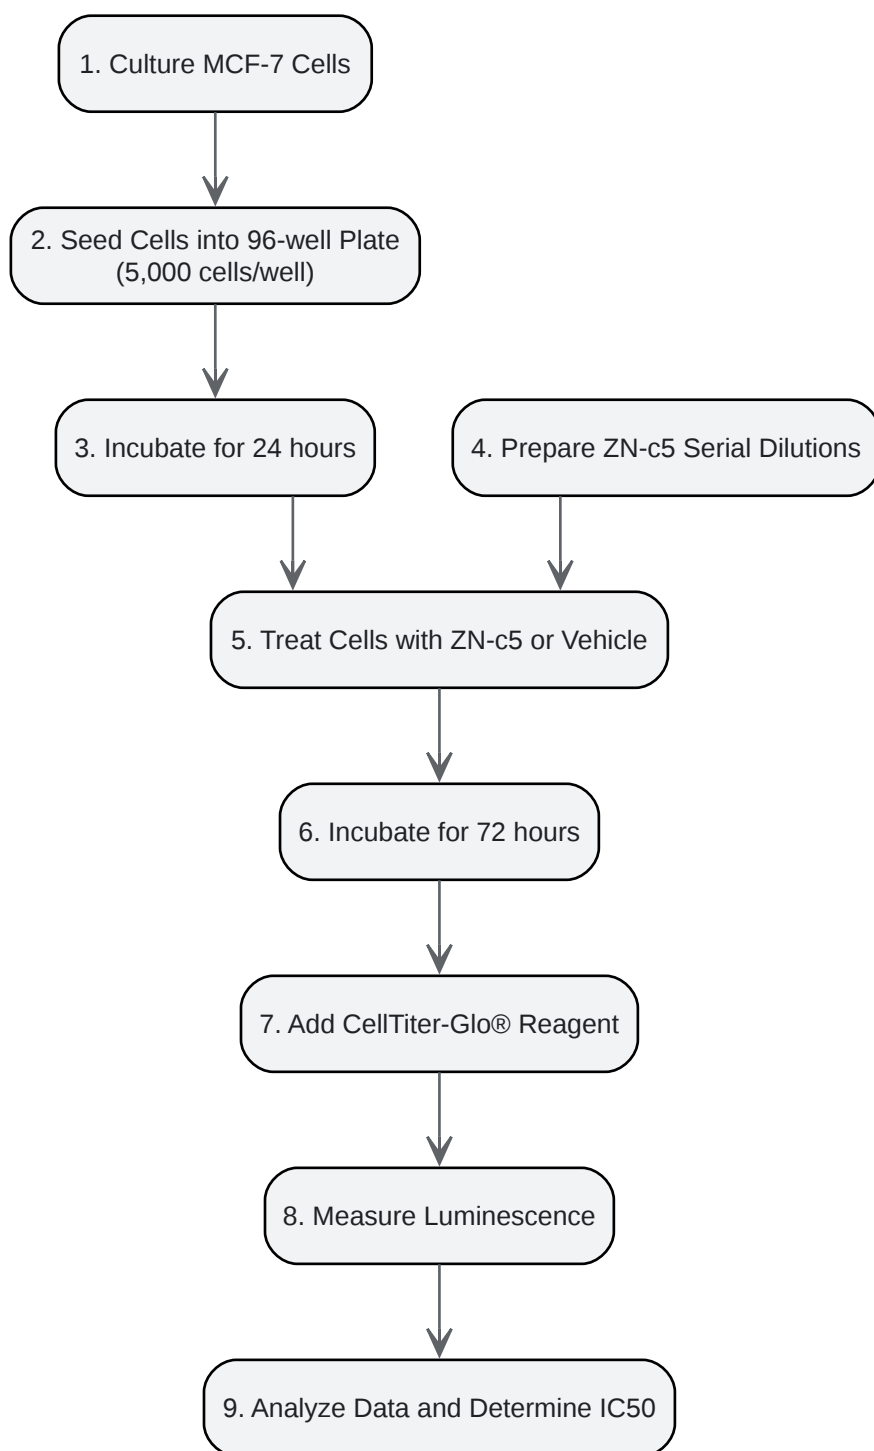 1. Culture MCF-7 Cells
2. Seed Cells into 96-well Plate
(5,000 cells/well)
3. Incubate for 24 hours
4. Prepare ZN-c5 Serial Dilutions
5. Treat Cells with ZN-c5 or Vehicle
6. Incubate for 72 hours
7. Add CellTiter-Glo® Reagent
8. Measure Luminescence
9. Analyze Data and Determine IC50